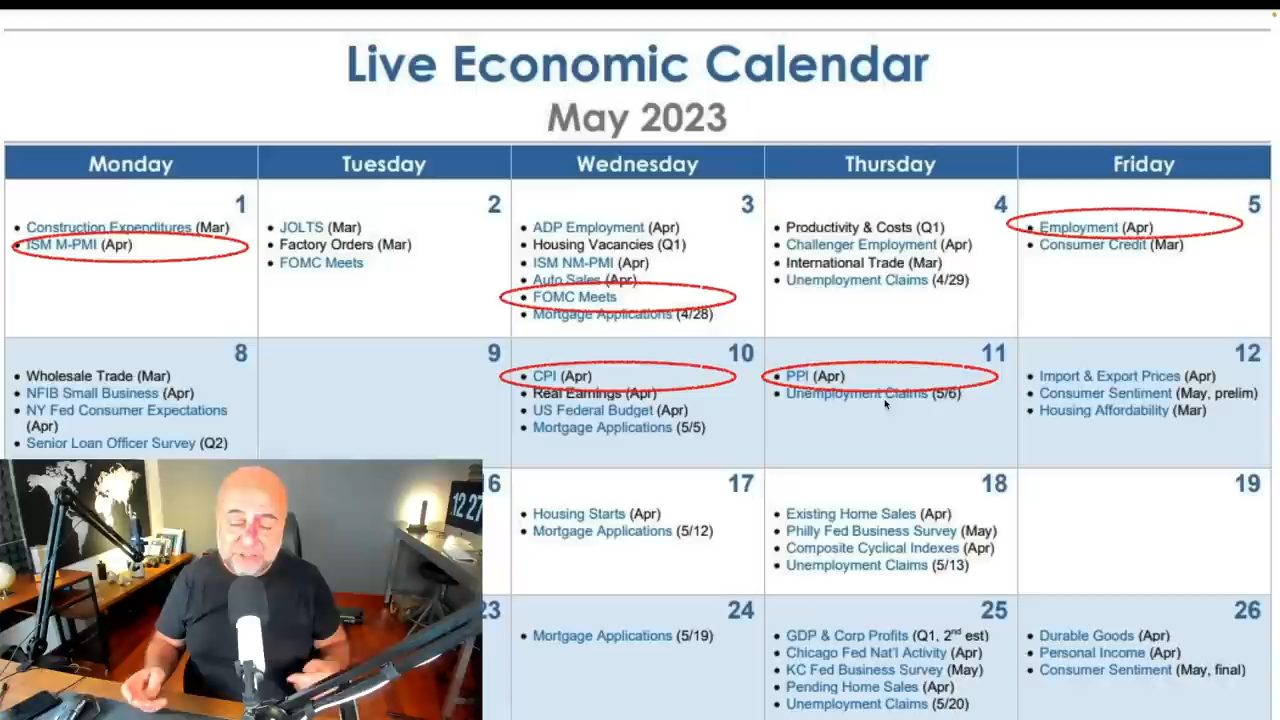 Live Economic Calendar
May 2023
Monday Tuesday Wednesday Thursday Friday
1
• Construction Expenditures (Mar)
• ISM M-PMI (Apr)
2
• JOLTS (Mar)
• Factory Orders (Mar)
• FOMC Meets
3
• ADP Employment (Apr)
• Housing Vacancies (Q1)
• ISM NM-PMI (Apr)
• Auto Sales (Apr)
• FOMC Meets
• Mortgage Applications (4/28)
4
• Productivity & Costs (Q1)
• Challenger Employment (Apr)
• International Trade (Mar)
• Unemployment Claims (4/29)
5
• Employment (Apr)
• Consumer Credit (Mar)
8
• Wholesale Trade (Mar)
• NFIB Small Business (Apr)
• NY Fed Consumer Expectations
(Apr)
• Senior Loan Officer Survey (Q2)
9
10
• CPI (Apr)
• Real Earnings (Apr)
• US Federal Budget (Apr)
• Mortgage Applications (5/5)
11
• PPI (Apr)
• Unemployment Claims (5/6)
12
• Import & Export Prices (Apr)
• Consumer Sentiment (May, prelim)
• Housing Affordability (Mar)
16
17
• Housing Starts (Apr)
• Mortgage Applications (5/12)
18
• Existing Home Sales (Apr)
• Philly Fed Business Survey (May)
• Composite Cyclical Indexes (Apr)
• Unemployment Claims (5/13)
19
23
24
• Mortgage Applications (5/19)
25
• GDP & Corp Profits (Q1, 2nd est)
• Chicago Fed Nat'l Activity (Apr)
• KC Fed Business Survey (May)
• Pending Home Sales (Apr)
• Unemployment Claims (5/20)
26
• Durable Goods (Apr)
• Personal Income (Apr)
• Consumer Sentiment (May, final)
12 27